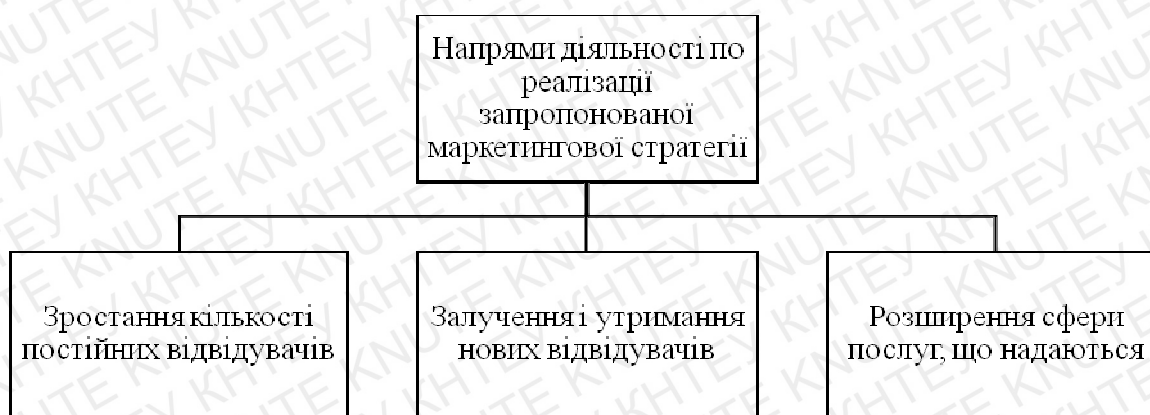 Напрями діяльності по
реалізації
запропонованої
маркетингової стратегії
Зростання кількості
постійних відвідувачів
Залучення і утримання
нових відвідувачів
Розширення сфери
послуг, що надаються